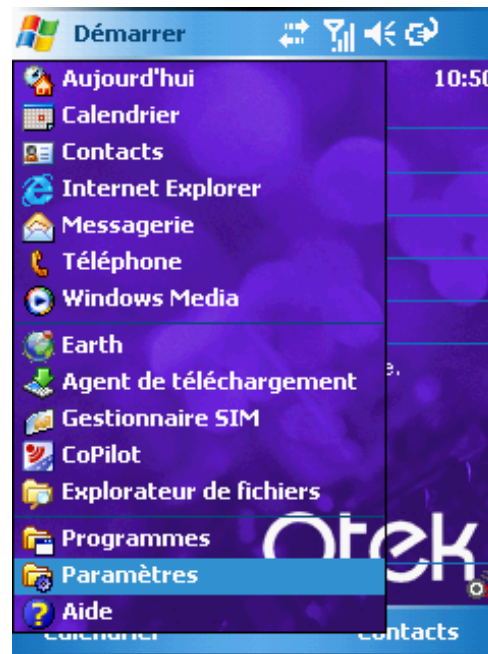 Démarrer
Aujourd'hui
10:50
Calendrier
Contacts
Internet Explorer
Messagerie
Téléphone
Windows Media
Earth
Agent de téléchargement
e.
Gestionnaire SIM
CoPilot
Explorateur de fichiers
Programmes
Otek
Paramètres
Aide
Calendrier
Contacts